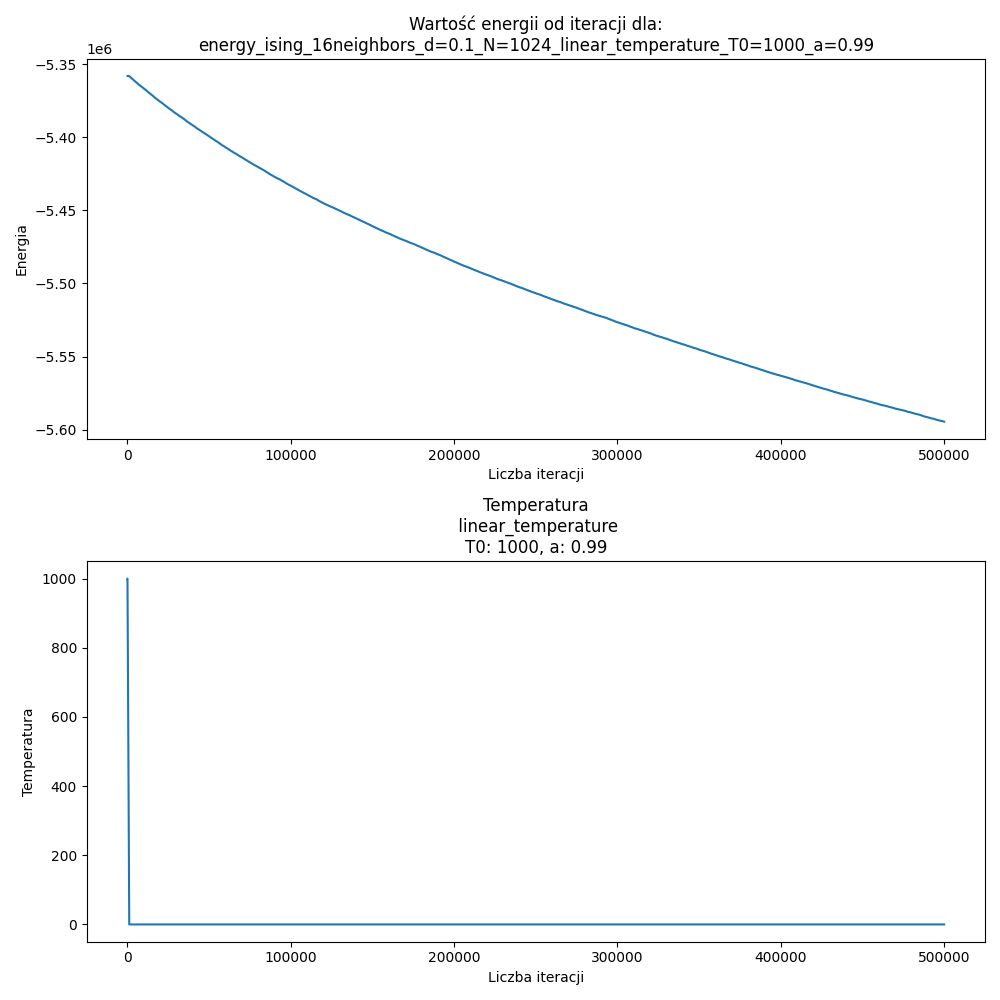 Wartość energii od iteracji dla:
energy_ising_16neighbors_d=0.1_N=1024_linear_temperature_T0=1000_a=0.99
1e6
−5.35
−5.40
−5.45
−5.50
−5.55
−5.60
Energia
0 100000 200000 300000 400000 500000
Liczba iteracji
Temperatura
linear_temperature
T0: 1000, a: 0.99
1000
800
600
400
200
0
Temperatura
0 100000 200000 300000 400000 500000
Liczba iteracji